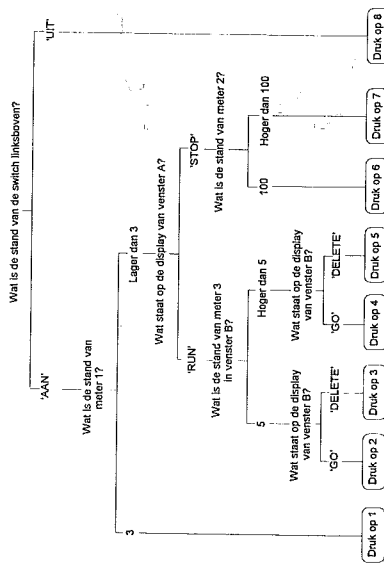 Wat is de stand van de switch linksboven?
'AAN'
'UIT'
Wat is de stand van
meter 1?
3
Lager dan 3
Wat staat op de display van venster A?
'RUN'
'STOP'
Wat is de stand van meter 3
in venster B?
Wat is de stand van meter 2?
5
Hoger dan 5
100
Hoger dan 100
Wat staat op de display
van venster B?
Wat staat op de display
van venster B?
'GO'
'DELETE'
'GO'
'DELETE'
Druk op 1
Druk op 2
Druk op 3
Druk op 4
Druk op 5
Druk op 6
Druk op 7
Druk op 8